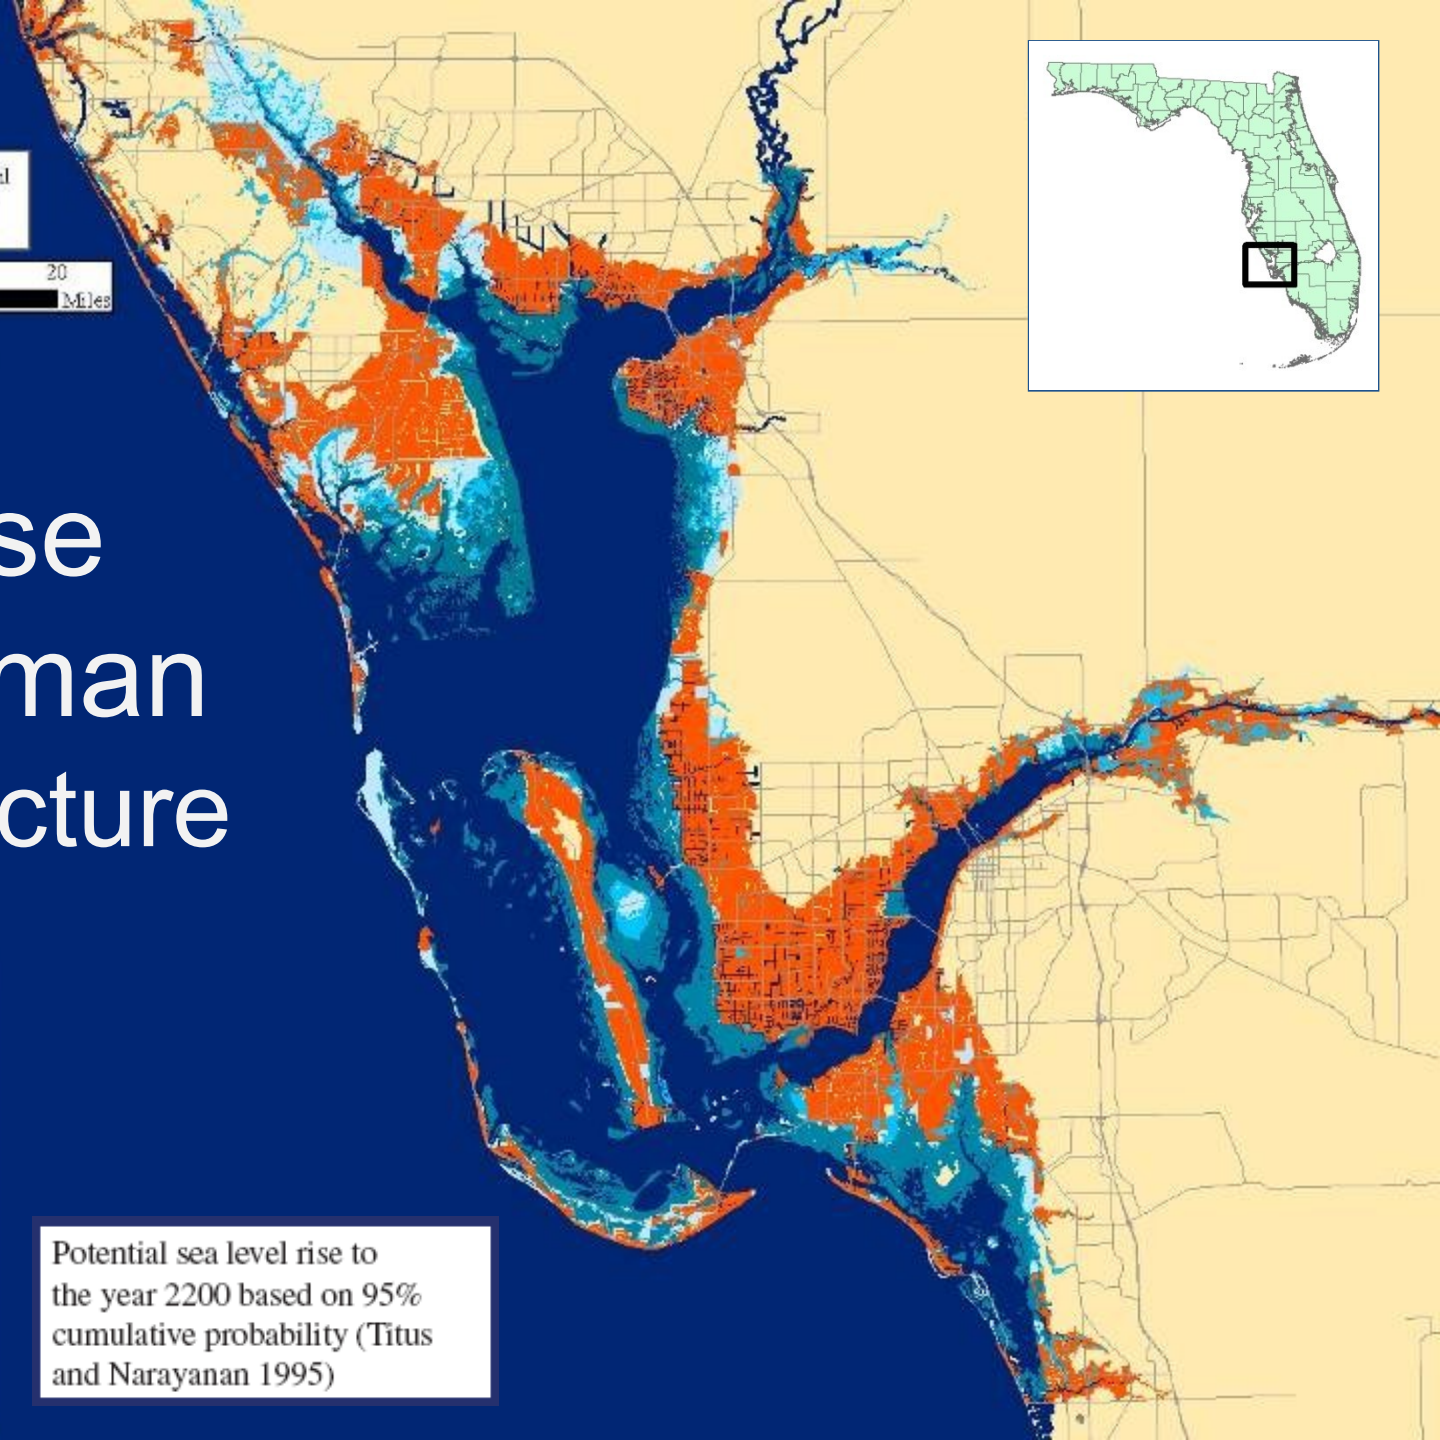 20
Miles
se
man
cture
Potential sea level rise to
the year 2200 based on 95%
cumulative probability (Titus
and Narayanan 1995)